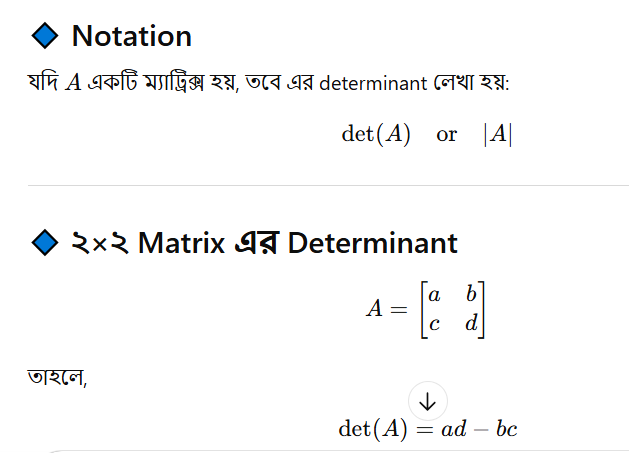 Notation
যদি A একটি ম্যাট্রিক্স হয়, তবে এর determinant লেখা হয়:
det(A) or |A|
২×২ Matrix এর Determinant
A = [a b
c d]
তাহলে,
det(A) = ad − bc